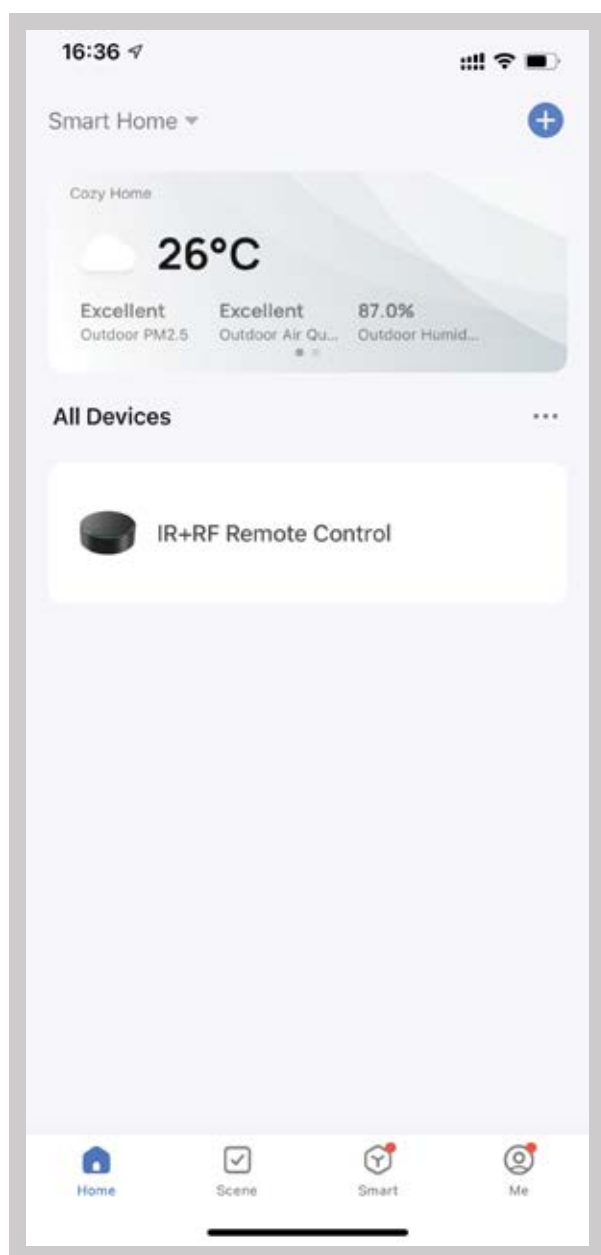 16:36
Smart Home
Cozy Home
26°C
Excellent Excellent 87.0%
Outdoor PM2.5 Outdoor Air Qu... Outdoor Humid...
All Devices
IR+RF Remote Control
Home Scene Smart Me